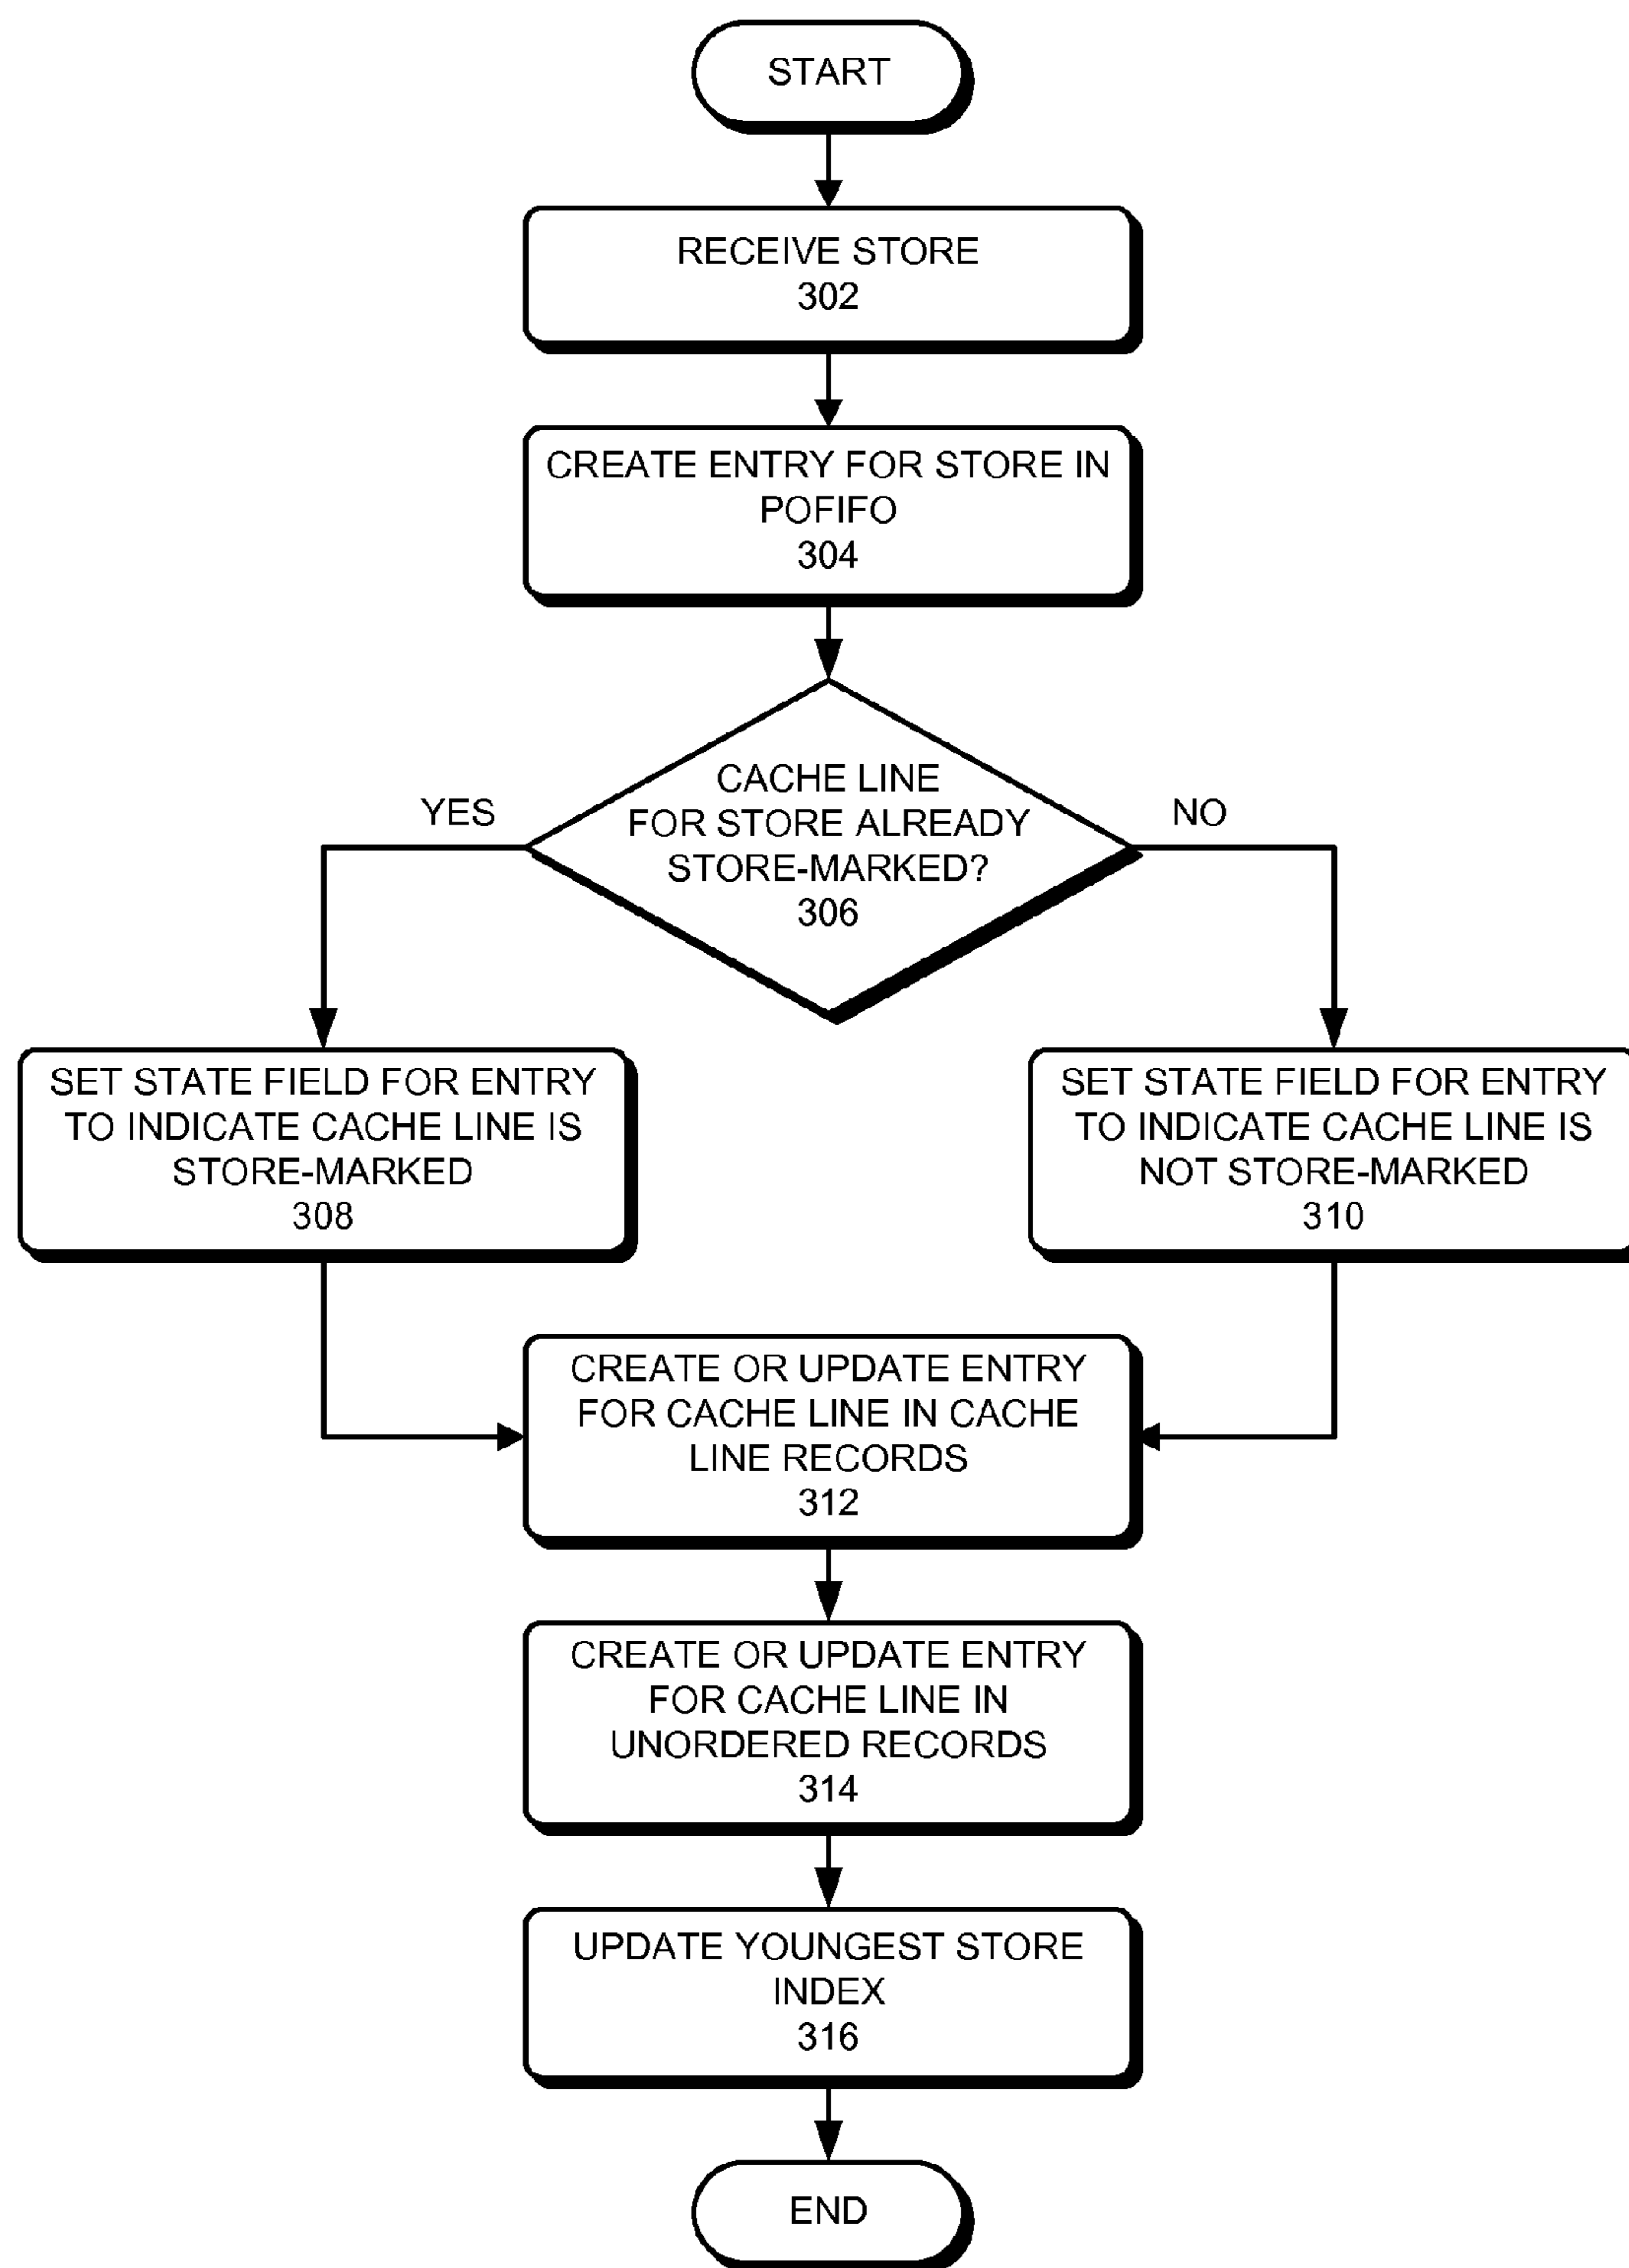 START
RECEIVE STORE
302
CREATE ENTRY FOR STORE IN
POFIFO
304
CACHE LINE
FOR STORE ALREADY
STORE-MARKED?
306
YES
NO
SET STATE FIELD FOR ENTRY
TO INDICATE CACHE LINE IS
STORE-MARKED
308
SET STATE FIELD FOR ENTRY
TO INDICATE CACHE LINE IS
NOT STORE-MARKED
310
CREATE OR UPDATE ENTRY
FOR CACHE LINE IN CACHE
LINE RECORDS
312
CREATE OR UPDATE ENTRY
FOR CACHE LINE IN
UNORDERED RECORDS
314
UPDATE YOUNGEST STORE
INDEX
316
END